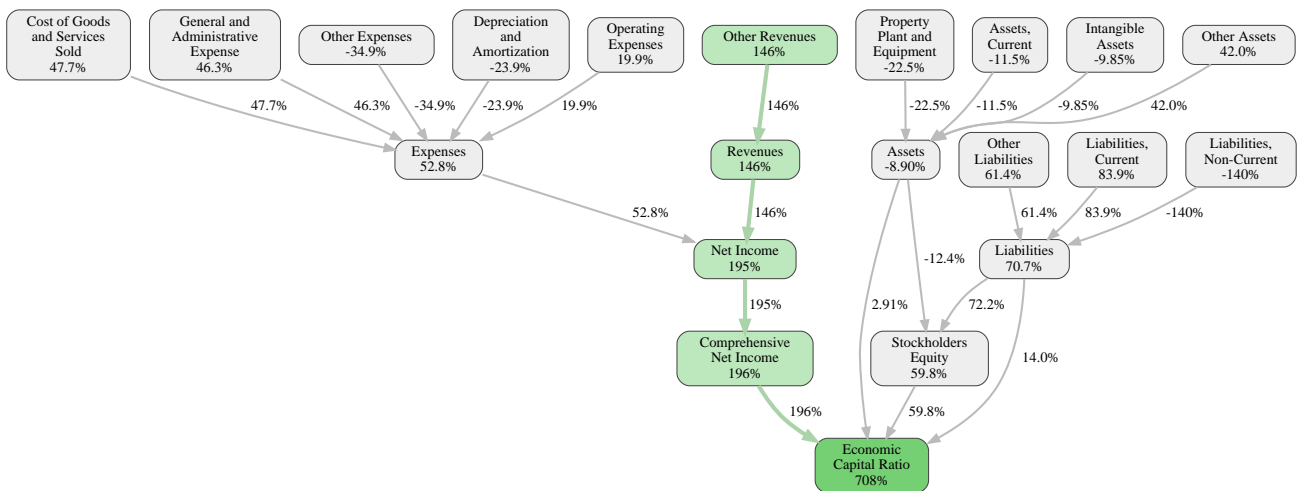 Cost of Goods
and Services
Sold
47.7%
General and
Administrative
Expense
46.3%
Other Expenses
-34.9%
Depreciation
and
Amortization
-23.9%
Operating
Expenses
19.9%
Other Revenues
146%
Property
Plant and
Equipment
-22.5%
Assets,
Current
-11.5%
Intangible
Assets
-9.85%
Other Assets
42.0%
47.7%
46.3%
-34.9%
-23.9%
19.9%
146%
-22.5%
-11.5%
-9.85%
42.0%
Expenses
52.8%
Revenues
146%
Assets
-8.90%
Other
Liabilities
61.4%
Liabilities,
Current
83.9%
Liabilities,
Non-Current
-140%
52.8%
146%
61.4%
83.9%
-140%
Net Income
195%
-12.4%
Liabilities
70.7%
195%
2.91%
72.2%
Comprehensive
Net Income
196%
Stockholders
Equity
59.8%
14.0%
196%
59.8%
Economic
Capital Ratio
708%